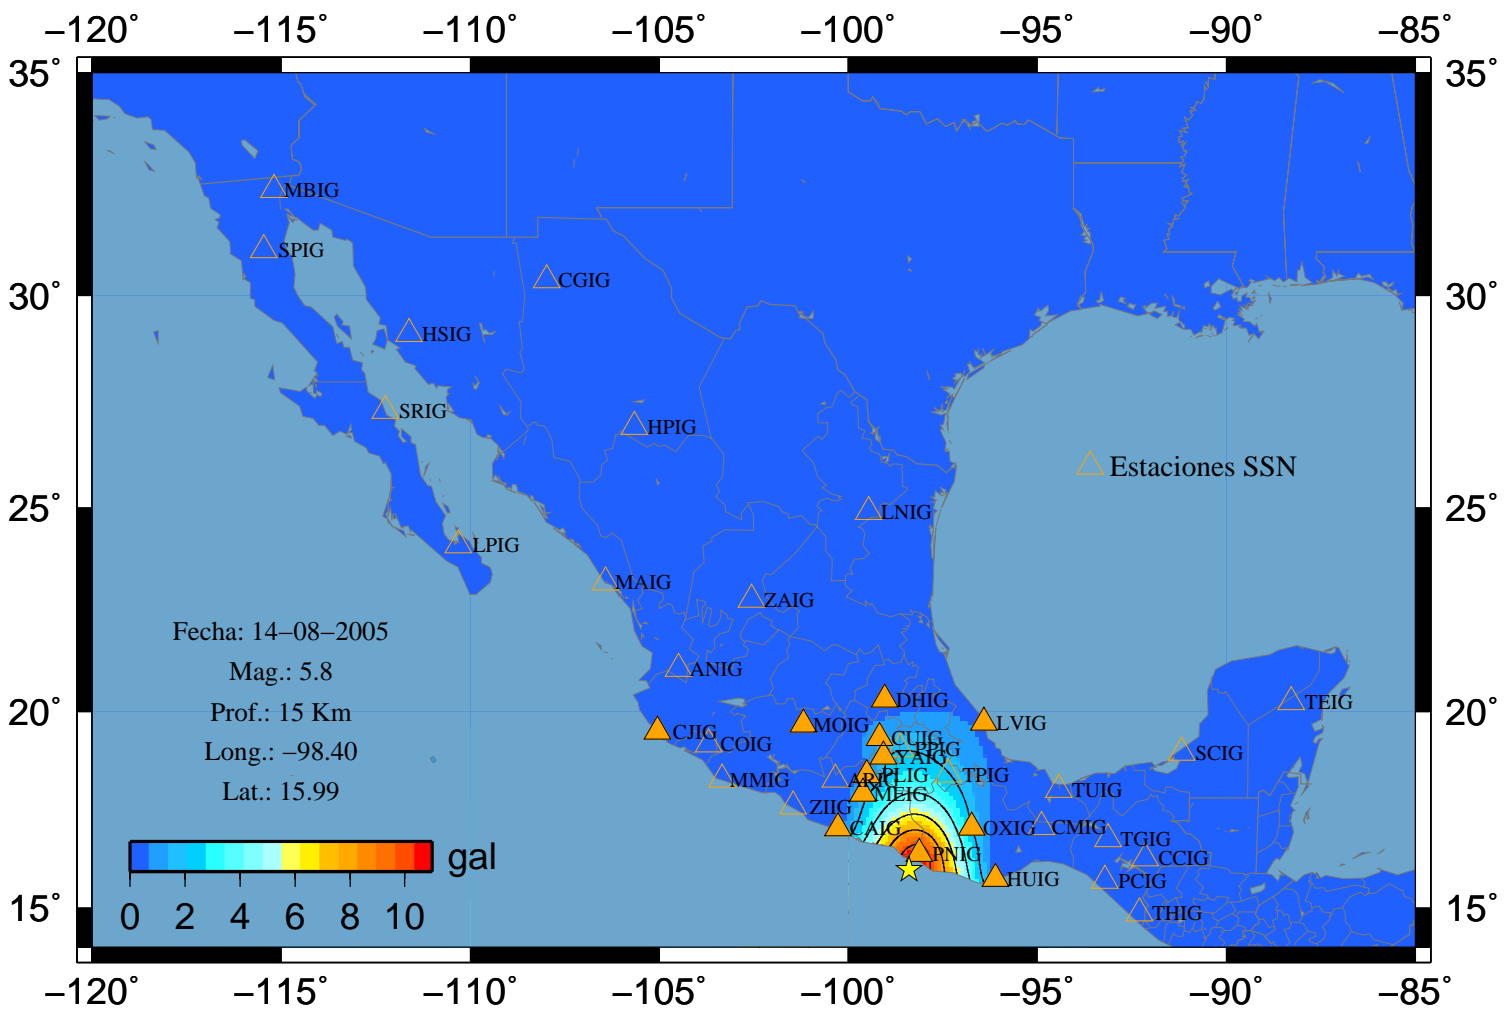 −120° −115° −110° −105° −100° −95° −90° −85°
35° 35°
MBIG
SPIG
CGIG
30° 30°
HSIG
SRIG
HPIG
Estaciones SSN
25° LNIG 25°
LPIG
MAIG
ZAIG
Fecha: 14−08−2005
Mag.: 5.8
Prof.: 15 Km
Long.: −98.40
Lat.: 15.99
ANIG
DHIG
TEIG
20° 20°
MOIG
LVIG
CJIG
COIG
CUIG
PPIG
YAIG
SCIG
MMIG
ARIG
PLIG
TPIG
MEIG
TUIG
ZIIG
CAIG
OXIG
CMIG
TGIG
PNIG
CCIG
HUIG
PCIG
THIG
gal
0 2 4 6 8 10
15° 15°
−120° −115° −110° −105° −100° −95° −90° −85°